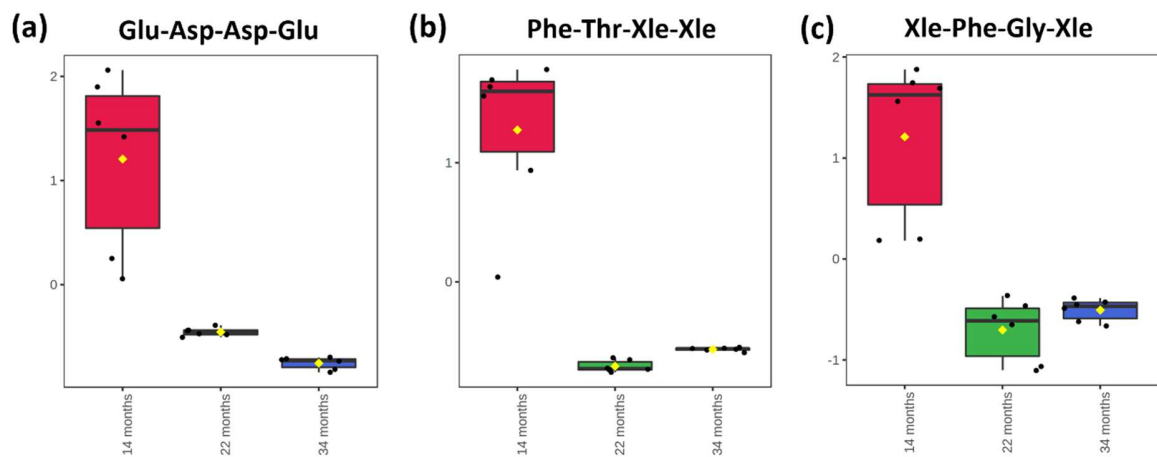 (a) Glu-Asp-Asp-Glu
2
1
0
14 months
22 months
34 months
(b) Phe-Thr-Xle-Xle
1
0
14 months
22 months
34 months
(c) Xle-Phe-Gly-Xle
2
1
0
-1
14 months
22 months
34 months